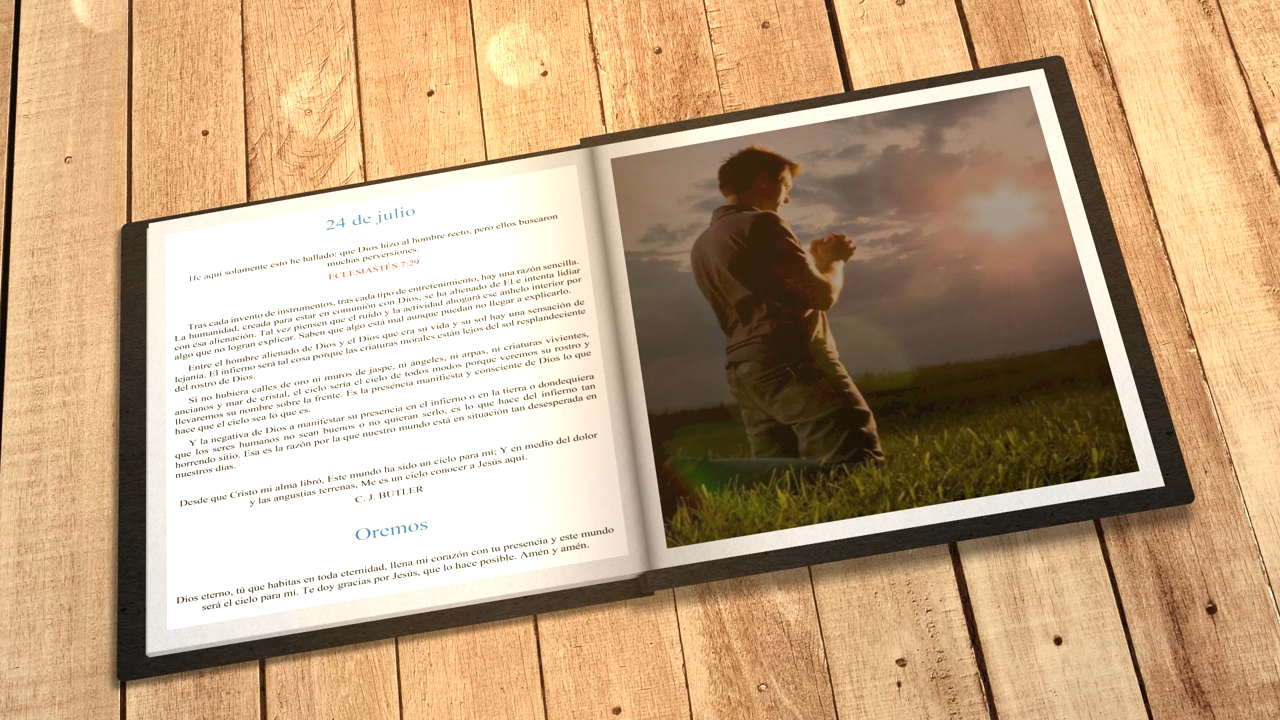 24 de julio
He aquí solamente esto he hallado: que Dios hizo al hombre recto, pero ellos buscaron
muchas perversiones.
ECLESIASTÉS 7:29
Tras cada invento de instrumentos, tras cada tipo de entretenimiento, hay una razón sencilla.
La humanidad, creada para estar en comunión con Dios, se ha alienado de El e intenta lidiar
con esa alienación. Tal vez piensen que el ruido y la actividad ahogará ese anhelo interior por
algo que no logran explicar. Saben que algo está mal aunque puedan no llegar a explicarlo.
Entre el hombre alienado de Dios y el Dios que era su vida y su sol hay una sensación de
lejanía. El infierno será tal cosa porque las criaturas morales están lejos del sol resplandeciente
del rostro de Dios.
Si no hubiera calles de oro ni muros de jaspe, ni ángeles, ni arpas, ni criaturas vivientes,
ancianos y mar de cristal, el cielo sería el cielo de todos modos porque veremos su rostro y
llevaremos su nombre sobre la frente. Es la presencia manifiesta y consciente de Dios lo que
hace que el cielo sea lo que es.
Y la negativa de Dios a manifestar su presencia en el infierno o en la tierra o dondequiera
que los seres humanos no sean buenos o no quieran serlo, es lo que hace del infierno tan
horrendo sitio. Esa es la razón por la que nuestro mundo está en situación tan desesperada en
nuestros días.
Desde que Cristo mi alma libró, Este mundo ha sido un cielo para mí; Y en medio del dolor
y las angustias terrenas, Me es un cielo conocer a Jesús aquí.
C. J. BUTLER
Oremos
Dios eterno, tú que habitas en toda eternidad, llena mi corazón con tu presencia y este mundo
será el cielo para mí. Te doy gracias por Jesús, que lo hace posible. Amén y amén.